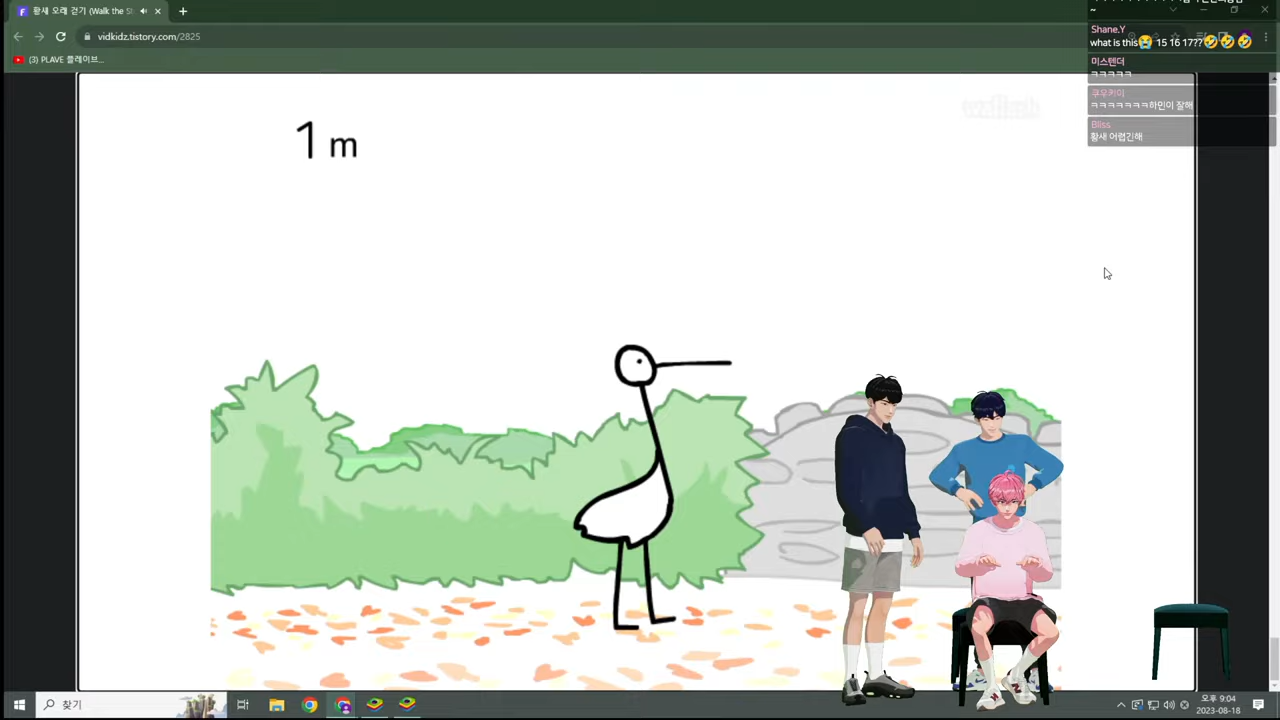 황새 오래 걷기 (Walk the St
vidkidz.tistory.com/2825
(3) PLAVE 플레이브...
1 m
walkssh
~
Shane.Y
what is this😭 15 16 17??🤣🤣🤣
미스텐더
ㅋㅋㅋㅋㅋ
쿠우키이
ㅋㅋㅋㅋㅋㅋㅋ하민이 잘해
Bliss
황새 어렵긴해
찾기
오후 9:04
2023-08-18